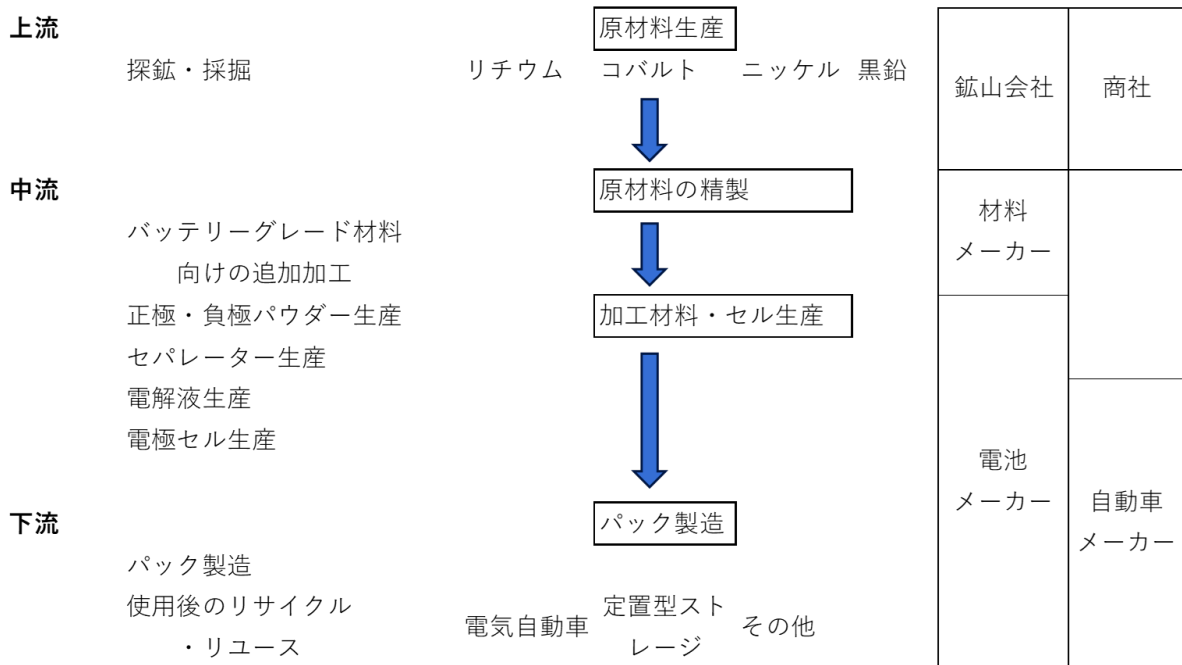 上流
原材料生産
探鉱・採掘
リチウム コバルト ニッケル 黒鉛
鉱山会社
商社
中流
原材料の精製
バッテリーグレード材料
向けの追加加工
材料
メーカー
正極・負極パウダー生産
加工材料・セル生産
セパレーター生産
電解液生産
電極セル生産
電池
メーカー
自動車
メーカー
下流
パック製造
パック製造
使用後のリサイクル
・リユース
電気自動車
定置型スト
レージ
その他